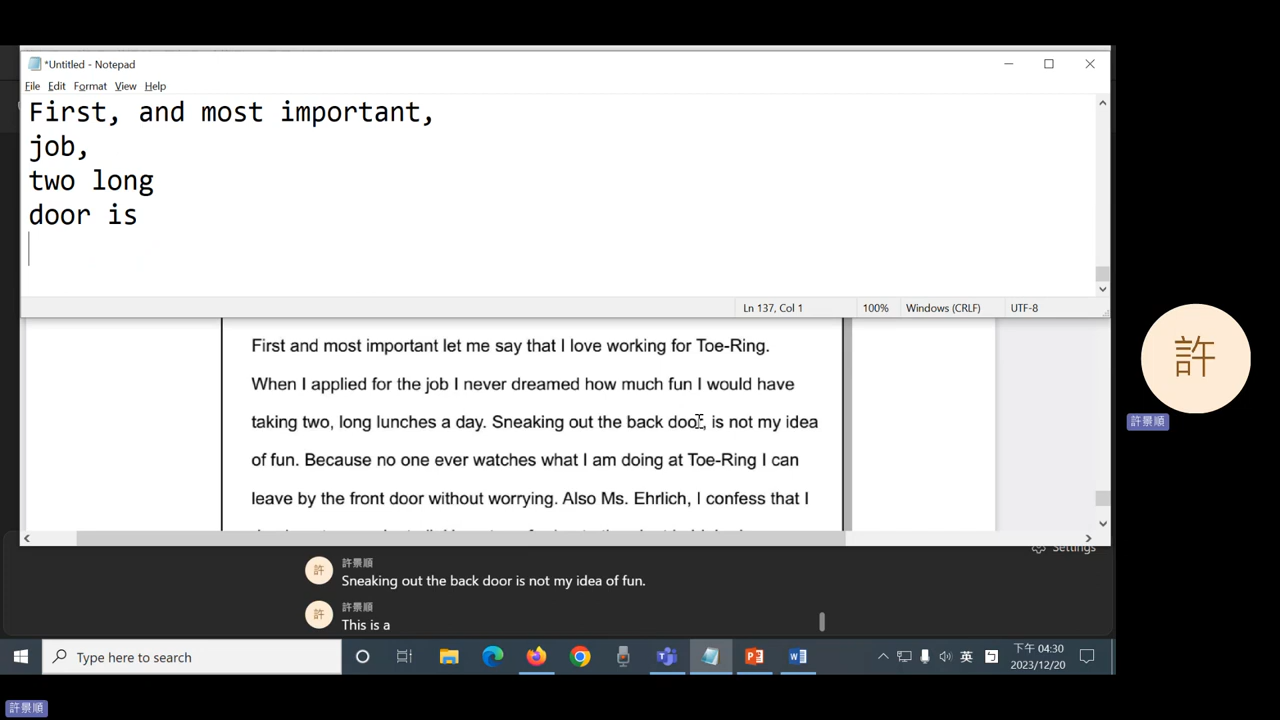 *Untitled - Notepad
File Edit Format View Help
First, and most important,
job,
two long
door is
Ln 137, Col 1 100% Windows (CRLF) UTF-8
First and most important let me say that I love working for Toe-Ring.
When I applied for the job I never dreamed how much fun I would have
taking two, long lunches a day. Sneaking out the back door, is not my idea
of fun. Because no one ever watches what I am doing at Toe-Ring I can
leave by the front door without worrying. Also Ms. Ehrlich, I confess that I
許
許景順
Settings
許 許景順
Sneaking out the back door is not my idea of fun.
許 許景順
This is a
Type here to search
英
下午 04:30
2023/12/20
許景順